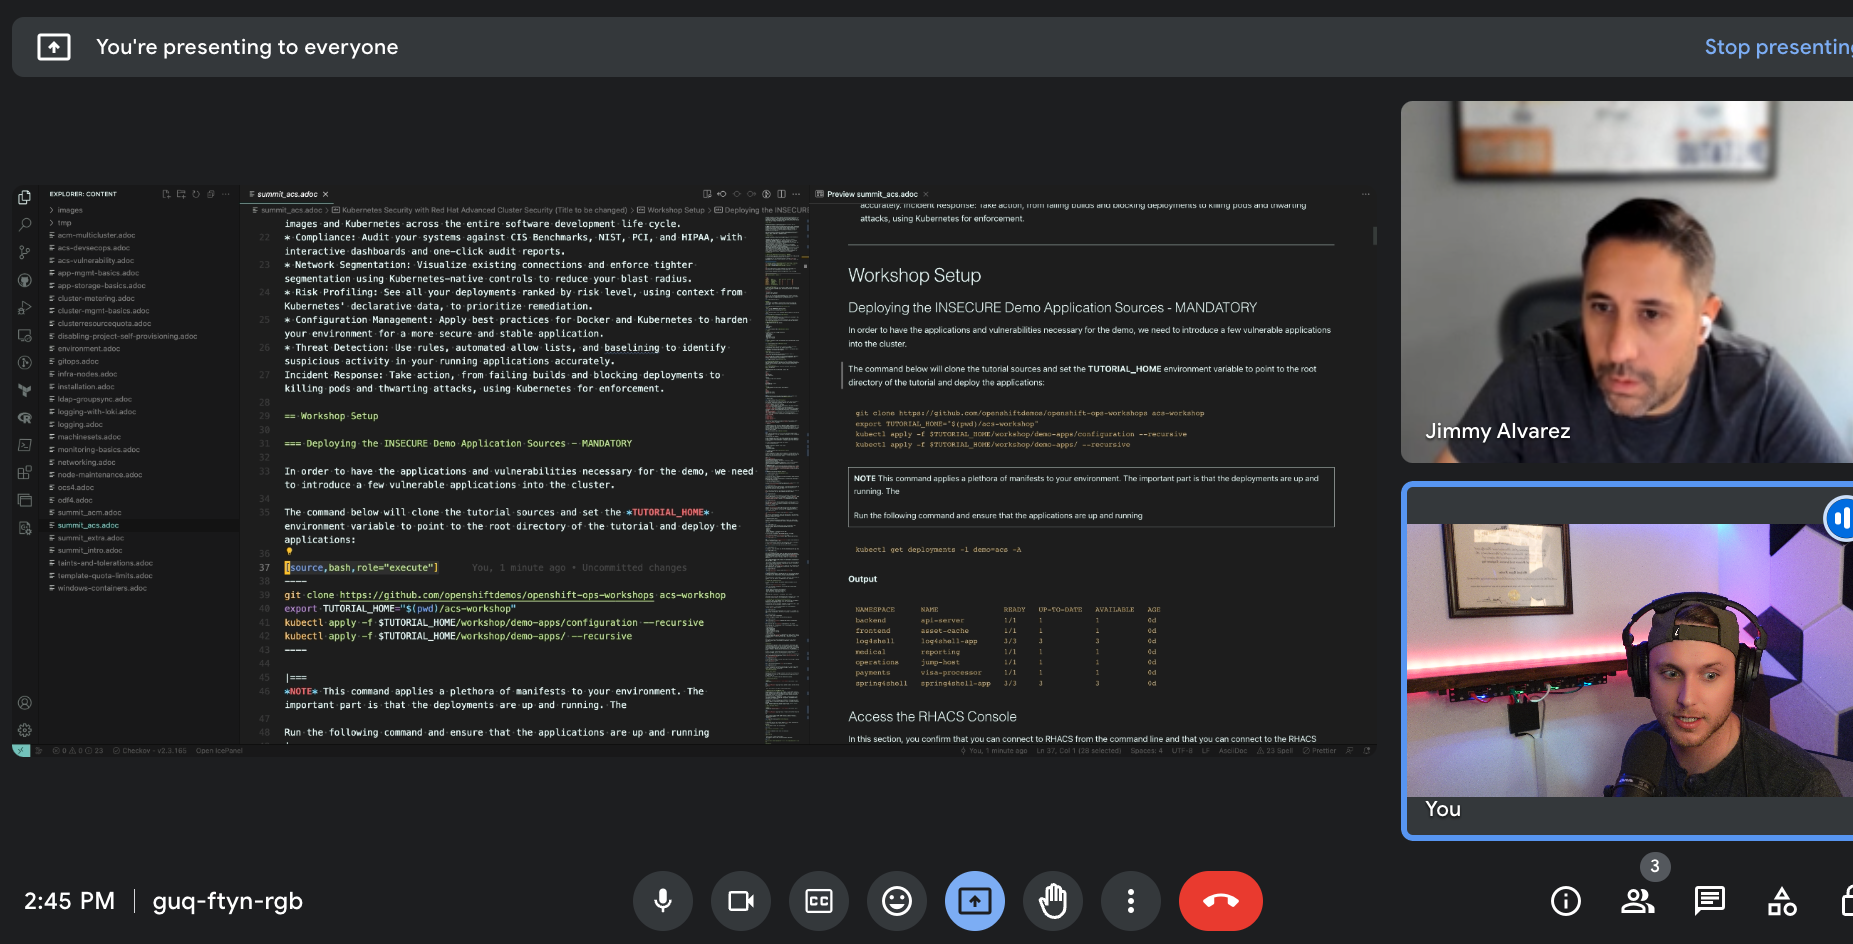 You're presenting to everyone
Stop presenting
EXPLORER: CONTENT
images
tmp
acm-multicluster.adoc
acs-devsecops.adoc
acs-vulnerability.adoc
app-mgmt-basics.adoc
app-storage-basics.adoc
cluster-metering.adoc
cluster-mgmt-basics.adoc
clusterresourcequota.adoc
disabling-project-self-provisioning.adoc
environment.adoc
gitops.adoc
infra-nodes.adoc
installation.adoc
ldap-groupsync.adoc
logging-with-loki.adoc
logging.adoc
machinesets.adoc
monitoring-basics.adoc
networking.adoc
node-maintenance.adoc
ocs4.adoc
odf4.adoc
summit_acm.adoc
summit_acs.adoc
summit_extra.adoc
summit_intro.adoc
taints-and-tolerations.adoc
template-quota-limits.adoc
windows-containers.adoc
summit_acs.adoc
summit_acs.adoc > Kubernetes Security with Red Hat Advanced Cluster Security (Title to be changed) > Workshop Setup > Deploying the INSECURE
images and Kubernetes across the entire software development life cycle.
22 * Compliance: Audit your systems against CIS Benchmarks, NIST, PCI, and HIPAA, with
interactive dashboards and one-click audit reports.
23 * Network Segmentation: Visualize existing connections and enforce tighter
segmentation using Kubernetes-native controls to reduce your blast radius.
24 * Risk Profiling: See all your deployments ranked by risk level, using context from
Kubernetes' declarative data, to prioritize remediation.
25 * Configuration Management: Apply best practices for Docker and Kubernetes to harden
your environment for a more secure and stable application.
26 * Threat Detection: Use rules, automated allow lists, and baselining to identify
suspicious activity in your running applications accurately.
27 Incident Response: Take action, from failing builds and blocking deployments to
killing pods and thwarting attacks, using Kubernetes for enforcement.
28
29 == Workshop Setup
30
31 === Deploying the INSECURE Demo Application Sources - MANDATORY
32
33 In order to have the applications and vulnerabilities necessary for the demo, we need
to introduce a few vulnerable applications into the cluster.
34
35 The command below will clone the tutorial sources and set the *TUTORIAL_HOME*
environment variable to point to the root directory of the tutorial and deploy the
applications:
36
37 [source,bash,role="execute"] You, 1 minute ago • Uncommitted changes
38 ----
39 git clone https://github.com/openshiftdemos/openshift-ops-workshops acs-workshop
40 export TUTORIAL_HOME="$(pwd)/acs-workshop"
41 kubectl apply -f $TUTORIAL_HOME/workshop/demo-apps/configuration --recursive
42 kubectl apply -f $TUTORIAL_HOME/workshop/demo-apps/ --recursive
43 ----
44
45 |===
46 *NOTE* This command applies a plethora of manifests to your environment. The
important part is that the deployments are up and running. The
47
48 Run the following command and ensure that the applications are up and running
Preview summit_acs.adoc
accurately. Incident Response: Take action, from failing builds and blocking deployments to killing pods and thwarting
attacks, using Kubernetes for enforcement.
Workshop Setup
Deploying the INSECURE Demo Application Sources - MANDATORY
In order to have the applications and vulnerabilities necessary for the demo, we need to introduce a few vulnerable applications
into the cluster.
The command below will clone the tutorial sources and set the TUTORIAL_HOME environment variable to point to the root
directory of the tutorial and deploy the applications:
git clone https://github.com/openshiftdemos/openshift-ops-workshops acs-workshop
export TUTORIAL_HOME="$(pwd)/acs-workshop"
kubectl apply -f $TUTORIAL_HOME/workshop/demo-apps/configuration --recursive
kubectl apply -f $TUTORIAL_HOME/workshop/demo-apps/ --recursive
NOTE This command applies a plethora of manifests to your environment. The important part is that the deployments are up and
running. The
Run the following command and ensure that the applications are up and running
kubectl get deployments -l demo=acs -A
Output
NAMESPACE NAME READY UP-TO-DATE AVAILABLE AGE
backend api-server 1/1 1 1 0d
frontend asset-cache 1/1 1 1 0d
log4shell log4shell-app 3/3 3 3 0d
medical reporting 1/1 1 1 0d
operations jump-host 1/1 1 1 0d
payments visa-processor 1/1 1 1 0d
spring4shell spring4shell-app 3/3 3 3 0d
Access the RHACS Console
In this section, you confirm that you can connect to RHACS from the command line and that you can connect to the RHACS
0 0 23 Checkov - v2.3.165 Open IcePanel
You, 1 minute ago Ln 37, Col 1 (28 selected) Spaces: 4 UTF-8 LF AsciiDoc 23 Spell Prettier
Jimmy Alvarez
You
2:45 PM | guq-ftyn-rgb
CC
3